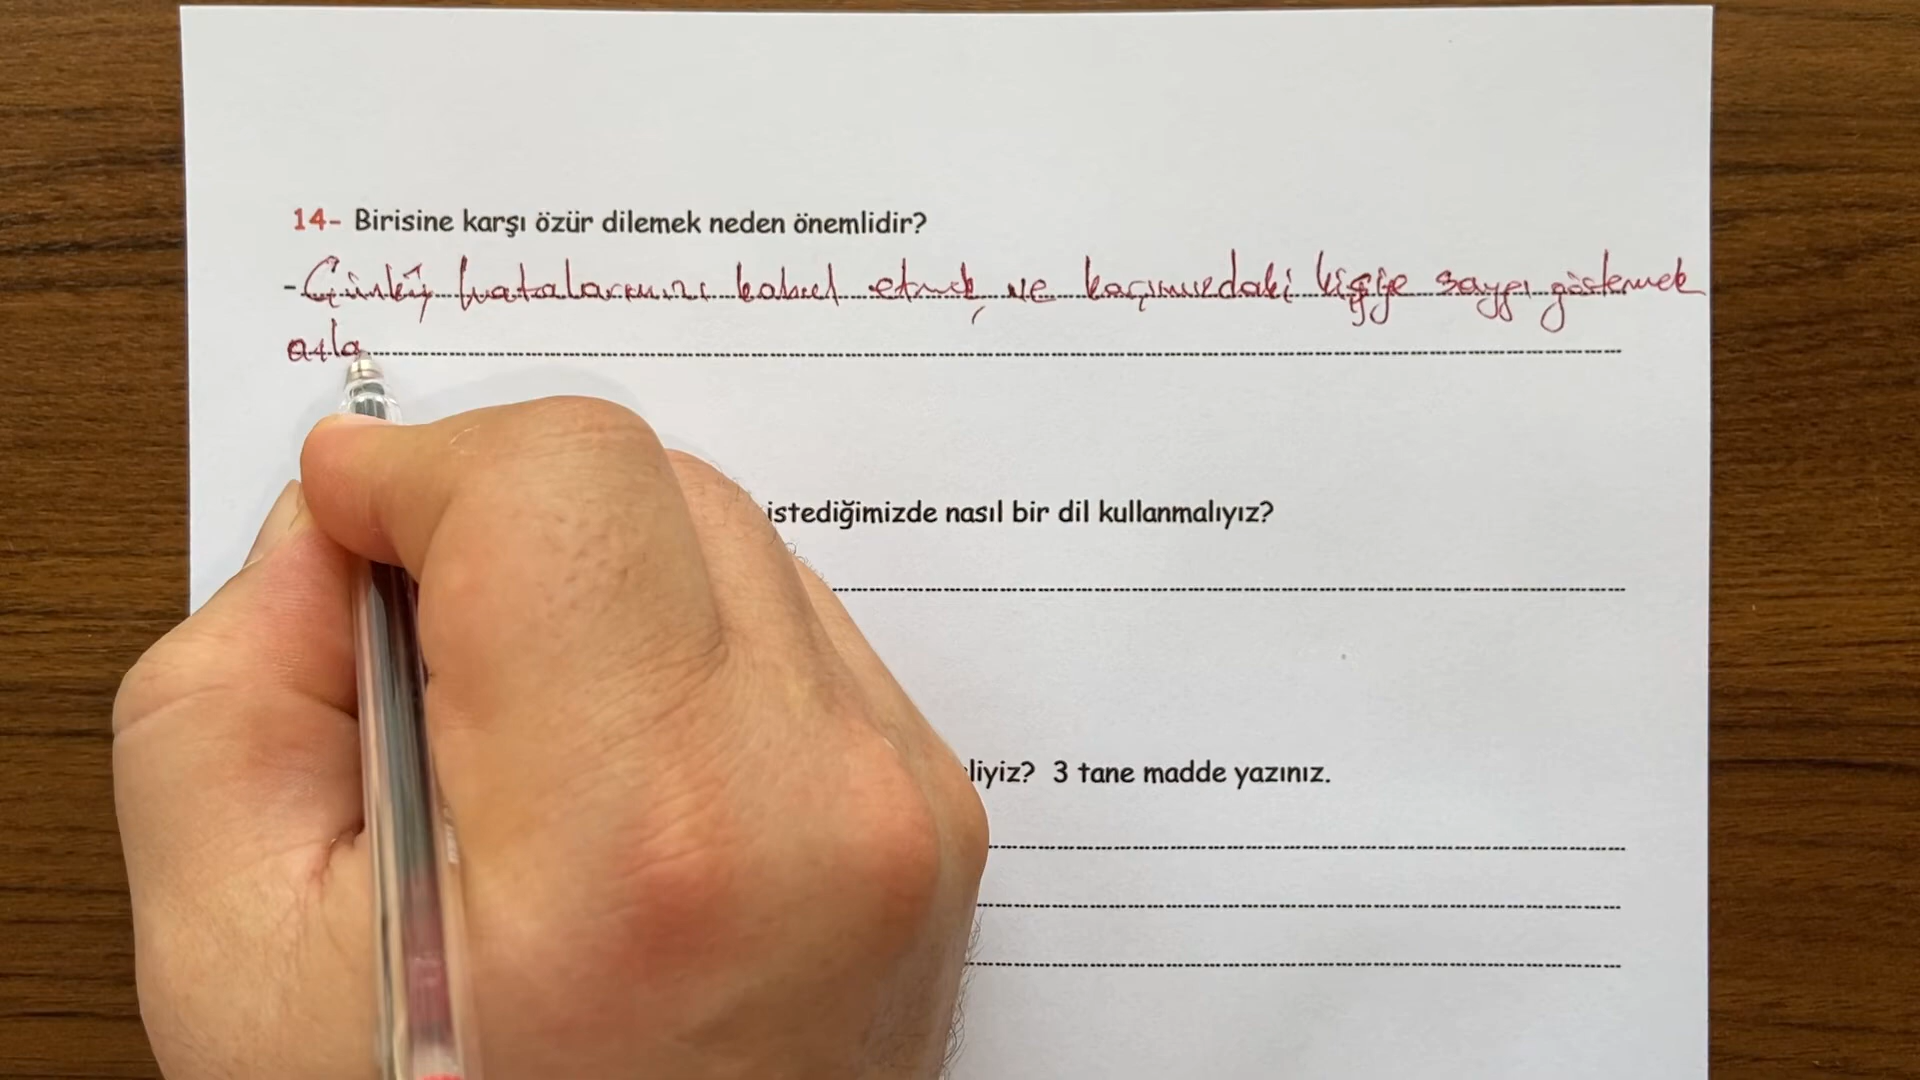 14- Birisine karşı özür dilemek neden önemlidir?
- Çünkü hatalarımızı kabul etmek, ve karşımızdaki kişiye saygı göstermek
atla
istediğimizde nasıl bir dil kullanmalıyız?
liyiz? 3 tane madde yazınız.